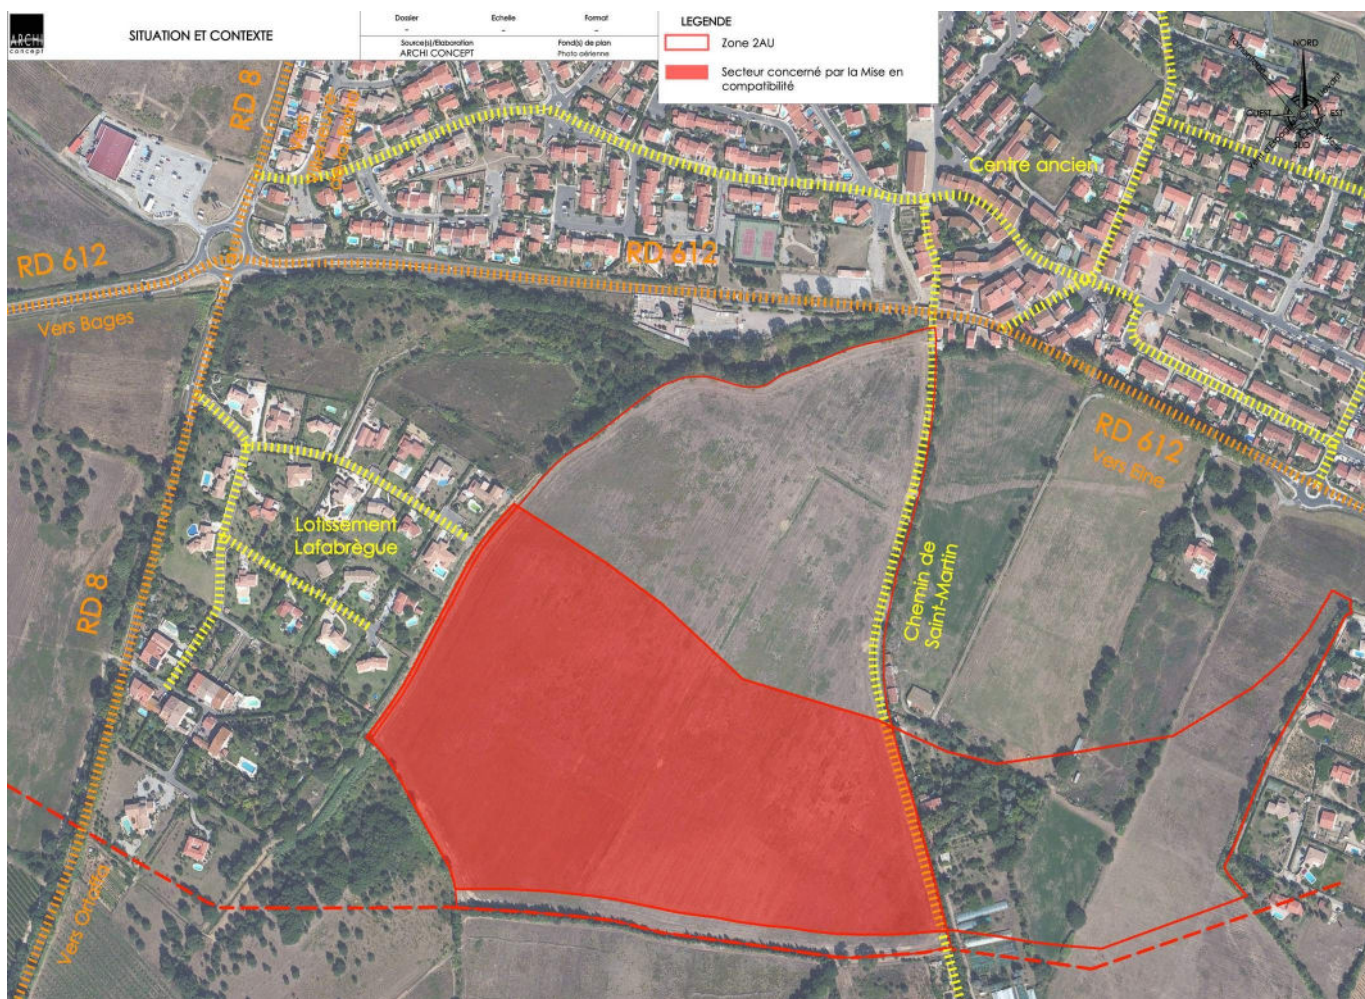 ARCHI
concept
SITUATION ET CONTEXTE
Dossier
-
Echelle
-
Format
-
Source(s)/Elaboration
ARCHI CONCEPT
Fond(s) de plan
Photo aérienne
LEGENDE
Zone 2AU
Secteur concerné par la Mise en
compatibilité
NORD
OUEST
EST
SUD
RD 8
Vers
Centre ancien
RD 612
RD 612
Vers Bages
RD 612
Vers Elne
Lotissement
Lafabrègue
Chemin de
Saint-Martin
RD 8
Vers Ortaffa